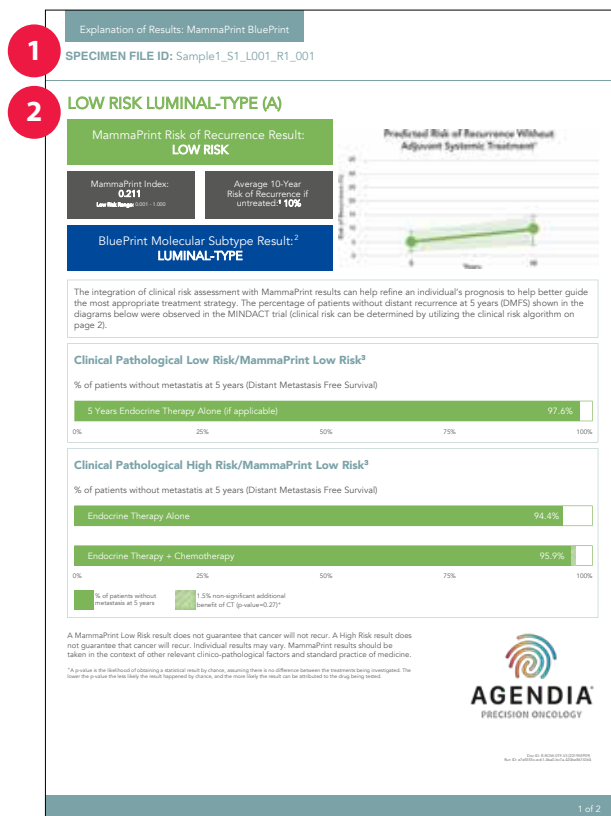 Explanation of Results: MammaPrint BluePrint
1
SPECIMEN FILE ID: Sample1_S1_L001_R1_001
2
LOW RISK LUMINAL-TYPE (A)
MammaPrint Risk of Recurrence Result:
LOW RISK
MammaPrint Index:
0.211
Low Risk Range: 0.001 - 1.000
Average 10-Year
Risk of Recurrence if
untreated:¹ 10%
BluePrint Molecular Subtype Result:²
LUMINAL-TYPE
Predicted Risk of Recurrence Without
Adjuvant Systemic Treatment
Years
The integration of clinical risk assessment with MammaPrint results can help refine an individual's prognosis to help better guide
the most appropriate treatment strategy. The percentage of patients without distant recurrence at 5 years (DMFS) shown in the
diagrams below were observed in the MINDACT trial (clinical risk can be determined by utilizing the clinical risk algorithm on
page 2).
Clinical Pathological Low Risk/MammaPrint Low Risk³
% of patients without metastatis at 5 years (Distant Metastasis Free Survival)
5 Years Endocrine Therapy Alone (if applicable) 97.6%
0% 25% 50% 75% 100%
Clinical Pathological High Risk/MammaPrint Low Risk³
% of patients without metastatis at 5 years (Distant Metastasis Free Survival)
Endocrine Therapy Alone 94.4%
Endocrine Therapy + Chemotherapy 95.9%
0% 25% 50% 75% 100%
% of patients without
metastasis at 5 years
1.5% non-significant additional
benefit of CT (p-value=0.27)*
A MammaPrint Low Risk result does not guarantee that cancer will not recur. A High Risk result does
not guarantee that cancer will recur. Individual results may vary. MammaPrint results should be
taken in the context of other relevant clinico-pathological factors and standard practice of medicine.
*A p-value is the likelihood of obtaining a statistical result by chance, assuming there is no difference between the treatments being investigated. The
lower the p-value the less likely the result happened by chance, and the more likely the result can be attributed to the drug being tested.
AGENDIA
PRECISION ONCOLOGY
1 of 2